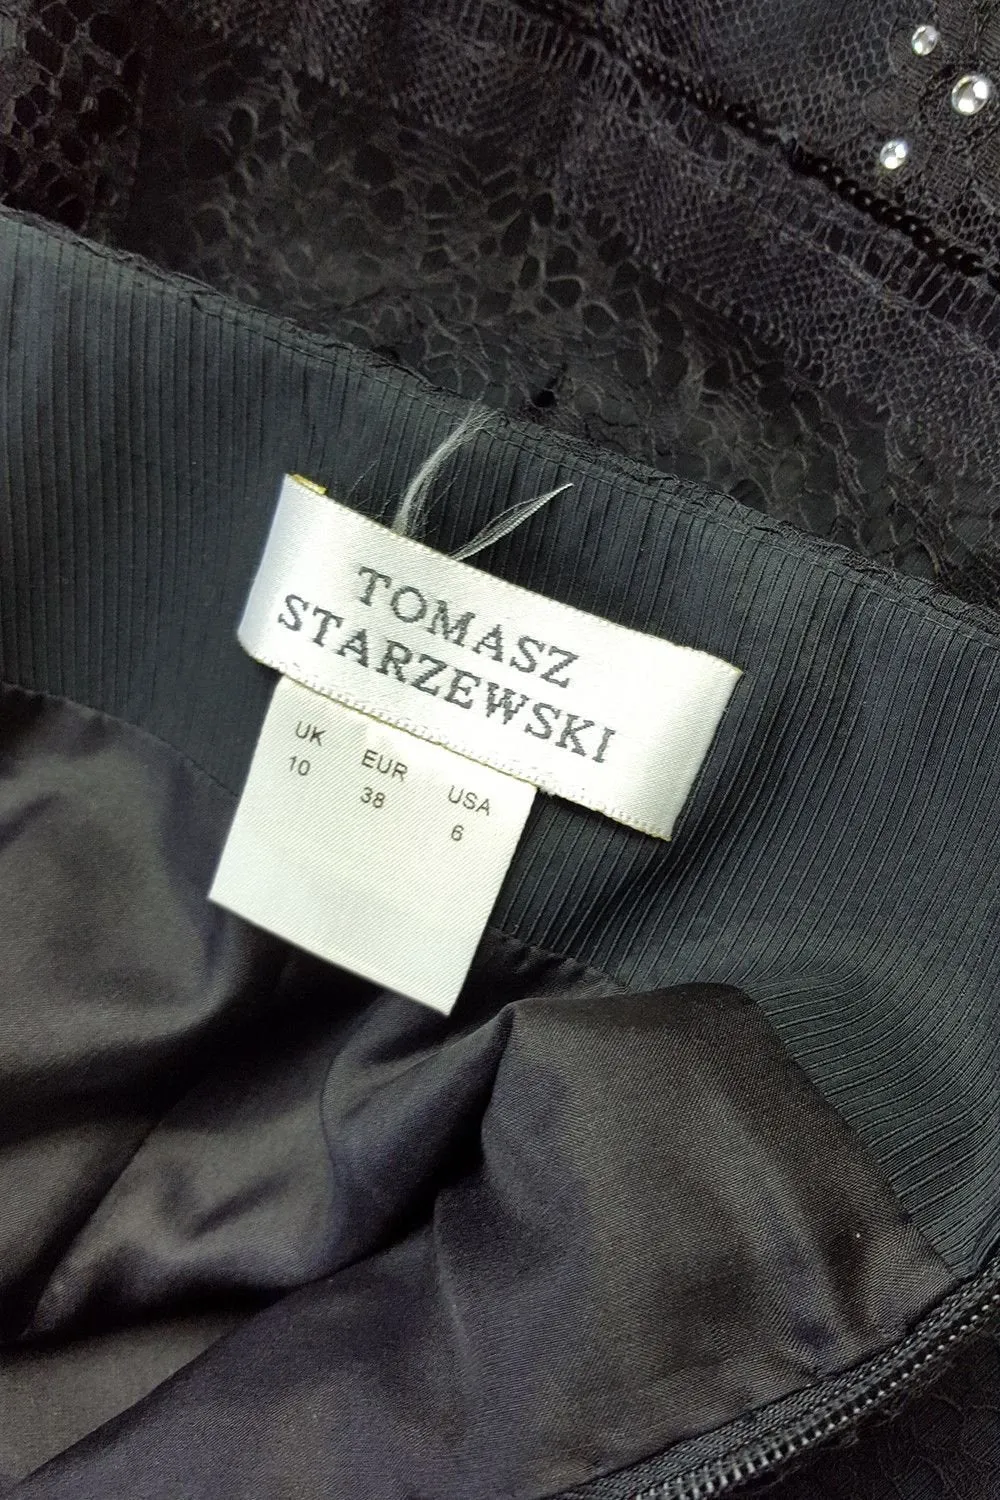 TOMASZ
STARZEWSKI
UK EUR USA
10 38 6